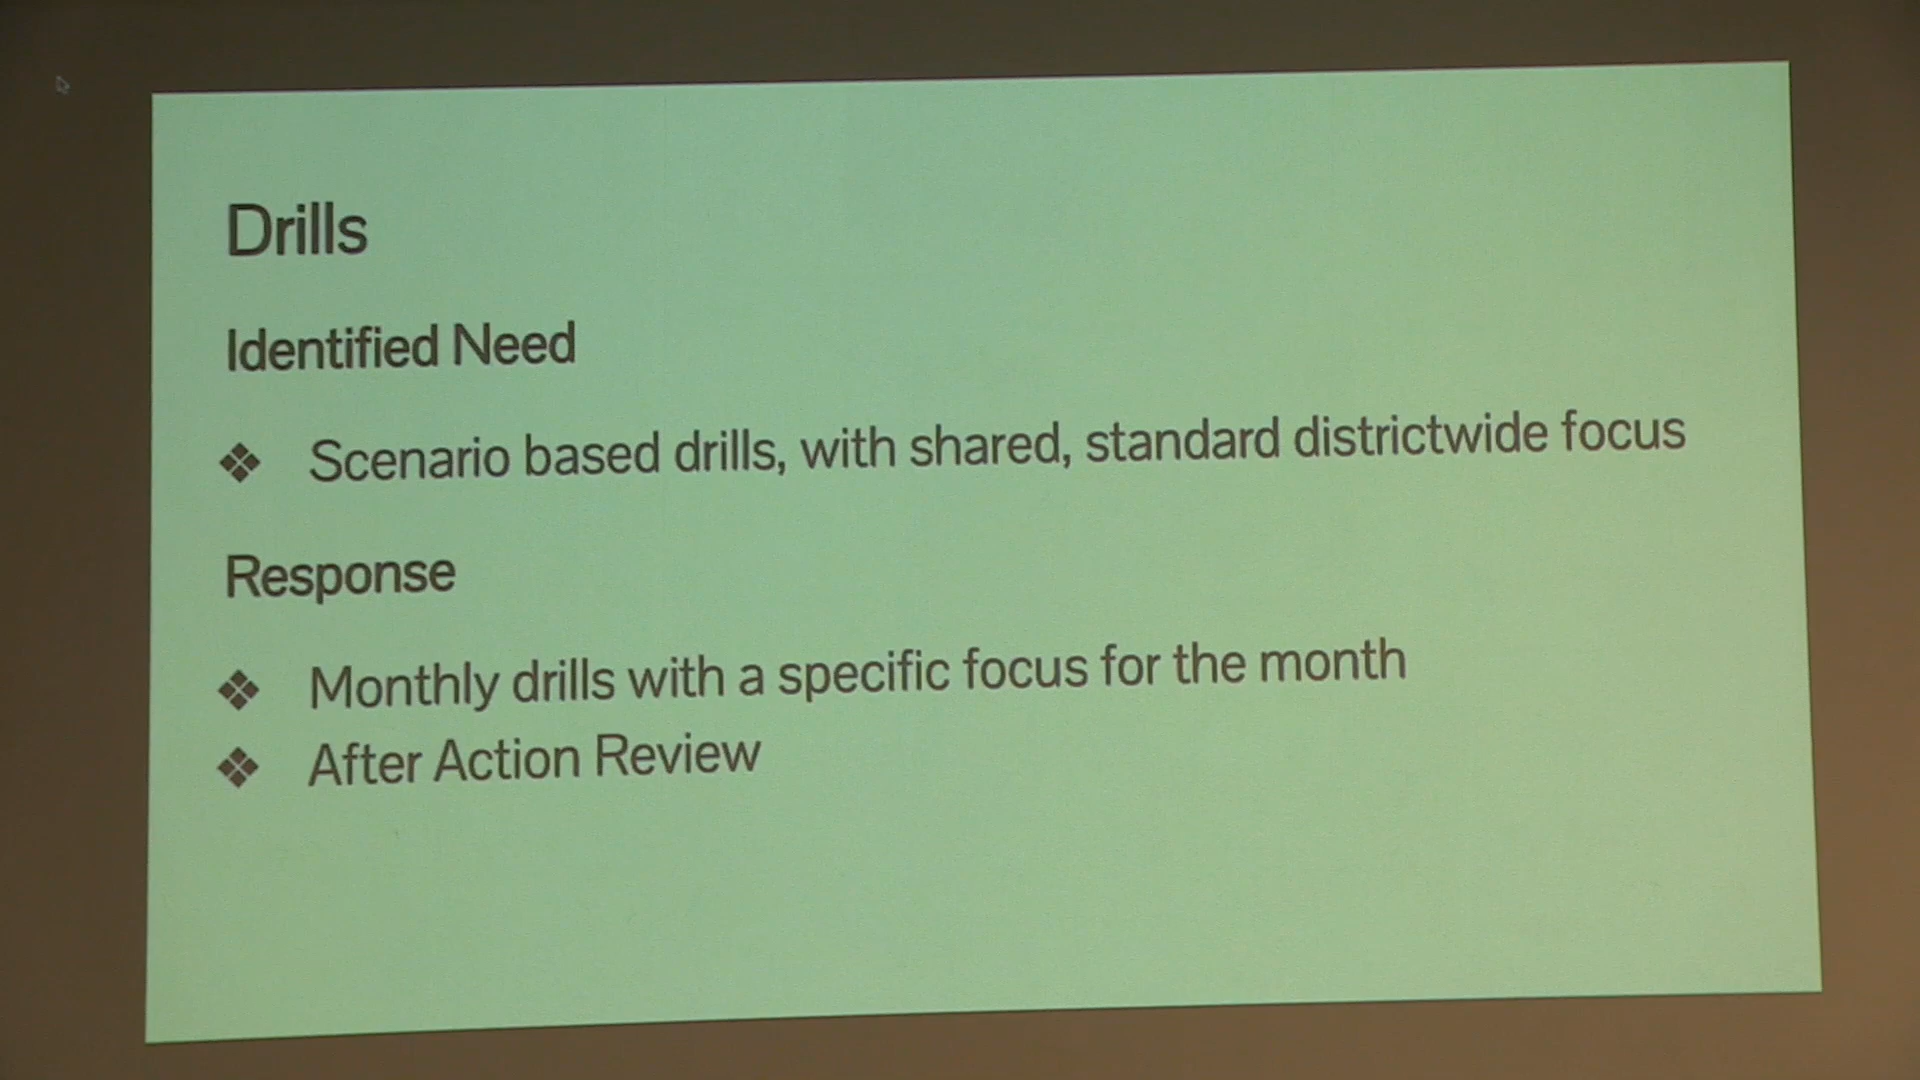 Drills
Identified Need
❖ Scenario based drills, with shared, standard districtwide focus
Response
❖ Monthly drills with a specific focus for the month
❖ After Action Review